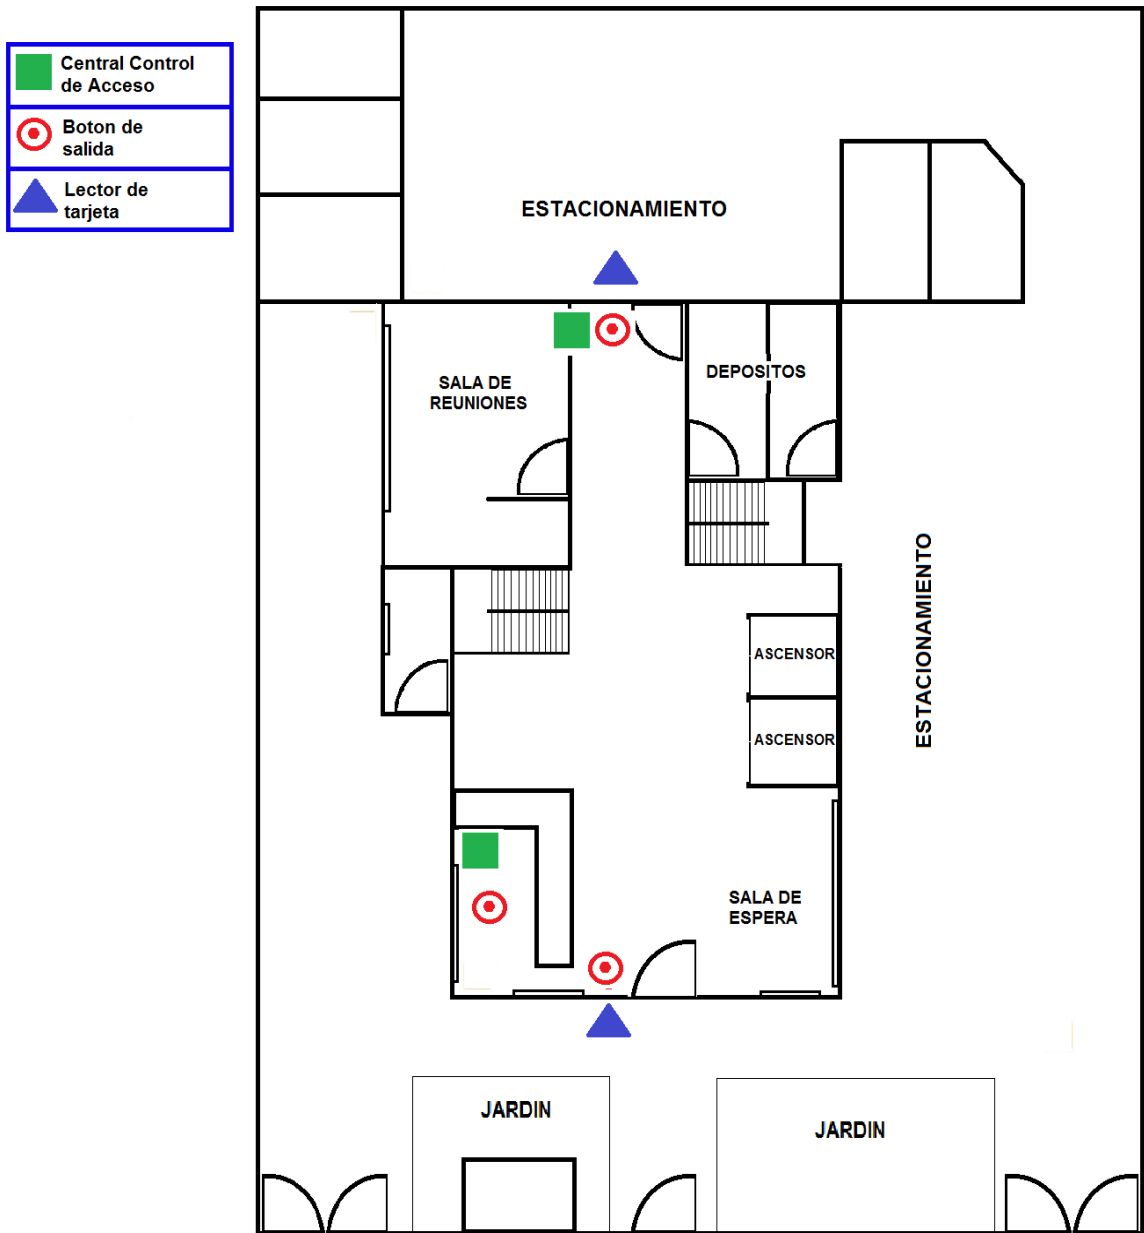 Central Control
de Acceso
Boton de
salida
Lector de
tarjeta
ESTACIONAMIENTO
SALA DE
REUNIONES
DEPOSITOS
ESTACIONAMIENTO
ASCENSOR
ASCENSOR
SALA DE
ESPERA
JARDIN
JARDIN